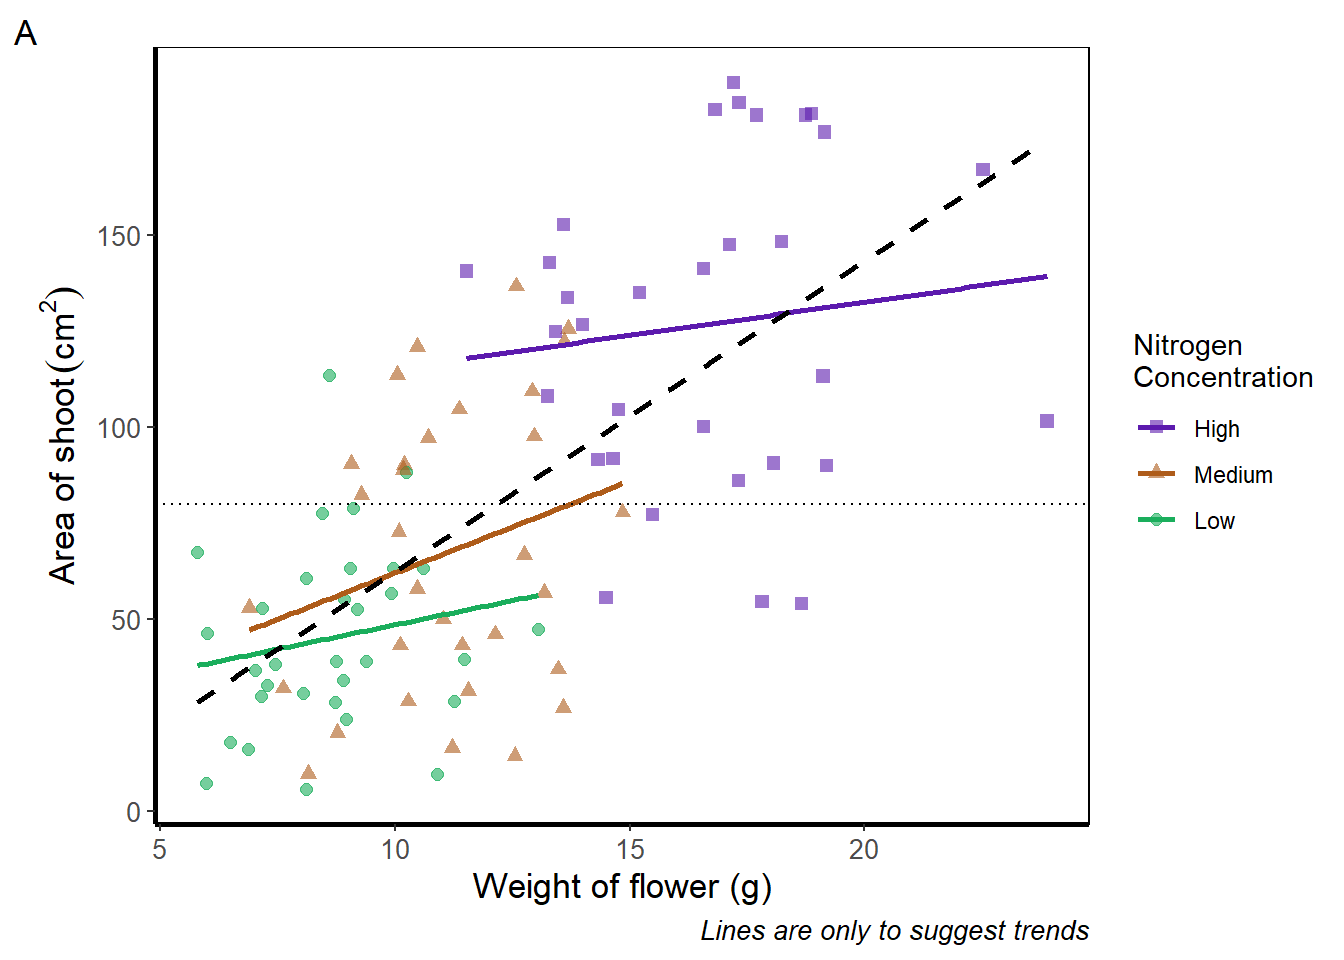 A
Area of shoot(cm²)
150
100
50
0
5 10 15 20
Weight of flower (g)
Lines are only to suggest trends
Nitrogen
Concentration
High
Medium
Low